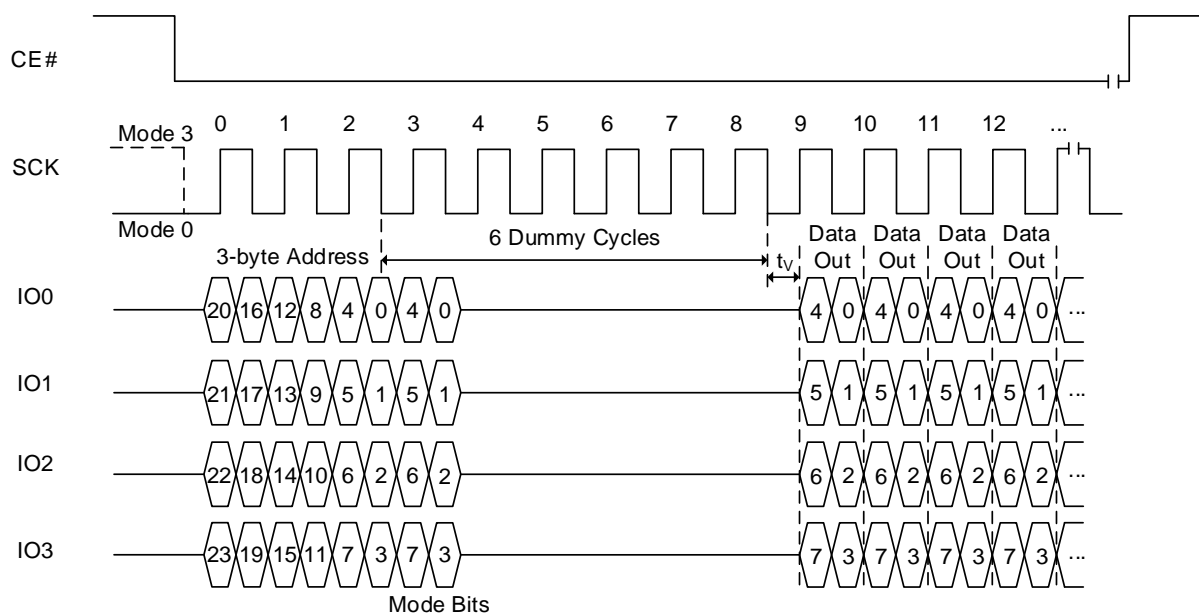 CE#
0 1 2 3 4 5 6 7 8 9 10 11 12 ...
Mode 3
SCK
Mode 0
6 Dummy Cycles
3-byte Address
tV
Data Out
Data Out
Data Out
Data Out
IO0
20 16 12 8 4 0 4 0 4 0 4 0 4 0 4 0 ...
IO1
21 17 13 9 5 1 5 1 5 1 5 1 5 1 5 1 ...
IO2
22 18 14 10 6 2 6 2 6 2 6 2 6 2 6 2 ...
IO3
23 19 15 11 7 3 7 3 7 3 7 3 7 3 7 3 ...
Mode Bits